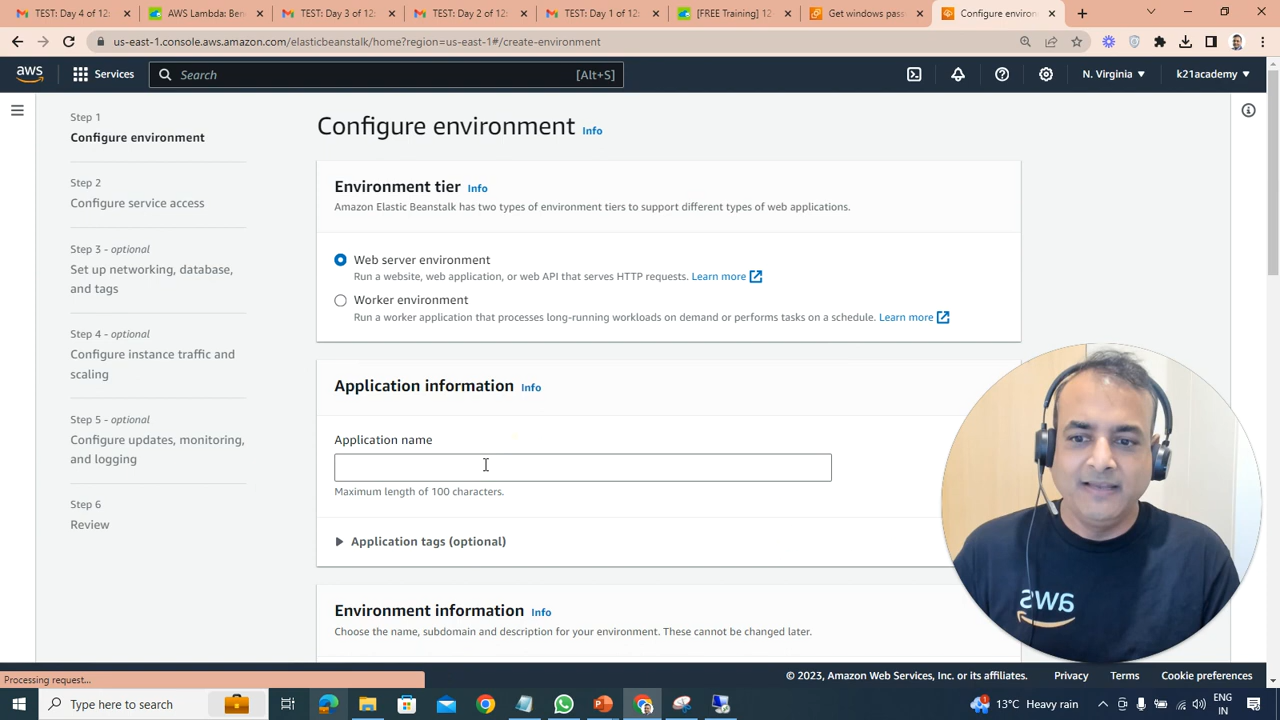 TEST: Day 4 of 12
AWS Lambda: Ber
TEST: Day 3 of 12
TEST: Day 2 of 12
TEST: Day 1 of 12
[FREE Training] 12
Get windows pass
Configure enviror
us-east-1.console.aws.amazon.com/elasticbeanstalk/home?region=us-east-1#/create-environment
aws
Services
Search
[Alt+S]
N. Virginia
k21academy
Step 1
Configure environment
Step 2
Configure service access
Step 3 - optional
Set up networking, database,
and tags
Step 4 - optional
Configure instance traffic and
scaling
Step 5 - optional
Configure updates, monitoring,
and logging
Step 6
Review
Configure environment Info
Environment tier Info
Amazon Elastic Beanstalk has two types of environment tiers to support different types of web applications.
Web server environment
Run a website, web application, or web API that serves HTTP requests. Learn more
Worker environment
Run a worker application that processes long-running workloads on demand or performs tasks on a schedule. Learn more
Application information Info
Application name
Maximum length of 100 characters.
Application tags (optional)
Environment information Info
Choose the name, subdomain and description for your environment. These cannot be changed later.
aws
Processing request...
© 2023, Amazon Web Services, Inc. or its affiliates.
Privacy
Terms
Cookie preferences
Type here to search
13°C Heavy rain
ENG
IN